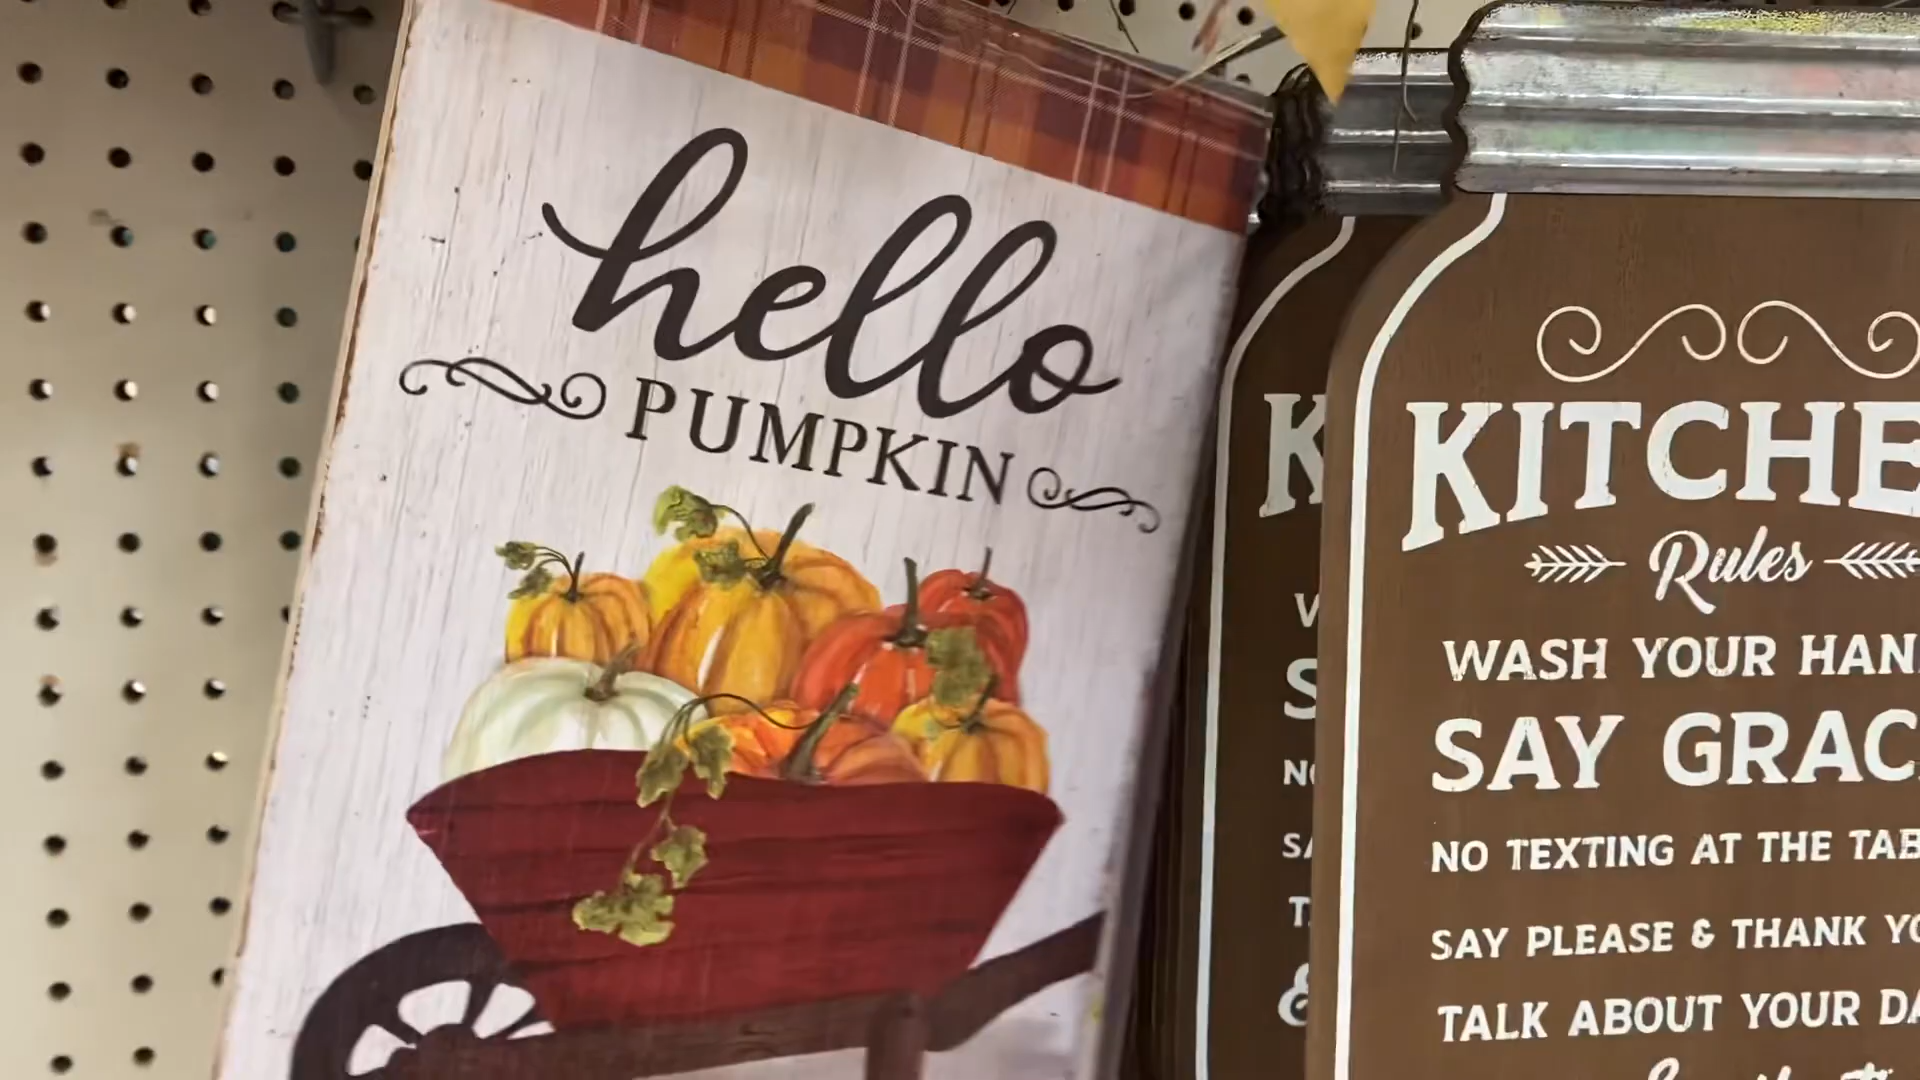 hello
PUMPKIN
KITCHE
Rules
WASH YOUR HAN
SAY GRAC
NO TEXTING AT THE TAB
SAY PLEASE & THANK YO
TALK ABOUT YOUR DA